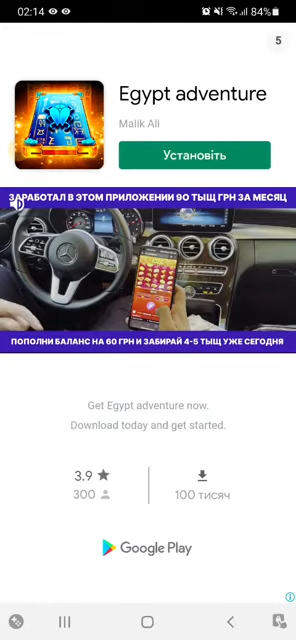 02:14
84%
5
Egypt adventure
Malik Ali
Установіть
ЗАРАБОТАЛ В ЭТОМ ПРИЛОЖЕНИИ 90 ТЫЩ ГРН ЗА МЕСЯЦ
ПОПОЛНИ БАЛАНС НА 60 ГРН И ЗАБИРАЙ 4-5 ТЫЩ УЖЕ СЕГОДНЯ
Get Egypt adventure now.
Download today and get started.
3.9
300
100 тисяч
Google Play